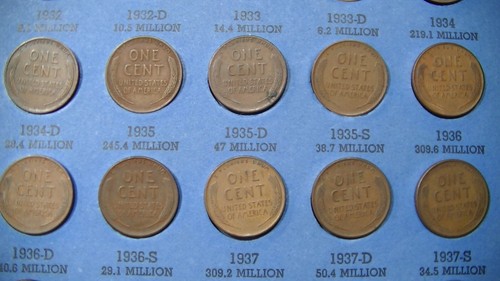 1932 1932-D 1933 1933-D 1934
MILLION 10.5 MILLION 14.4 MILLION 6.2 MILLION 219.1 MILLION
ONE CENT UNITED STATES OF AMERICA
ONE CENT UNITED STATES OF AMERICA
ONE CENT UNITED STATES OF AMERICA
ONE CENT UNITED STATES OF AMERICA
ONE CENT UNITED STATES OF AMERICA
1934-D 1935 1935-D 1935-S 1936
28.4 MILLION 245.4 MILLION 47 MILLION 38.7 MILLION 309.6 MILLION
ONE CENT UNITED STATES OF AMERICA
ONE CENT UNITED STATES OF AMERICA
ONE CENT UNITED STATES OF AMERICA
ONE CENT UNITED STATES OF AMERICA
ONE CENT UNITED STATES OF AMERICA
1936-D 1936-S 1937 1937-D 1937-S
MILLION 29.1 MILLION 309.2 MILLION 50.4 MILLION 34.5 MILLION